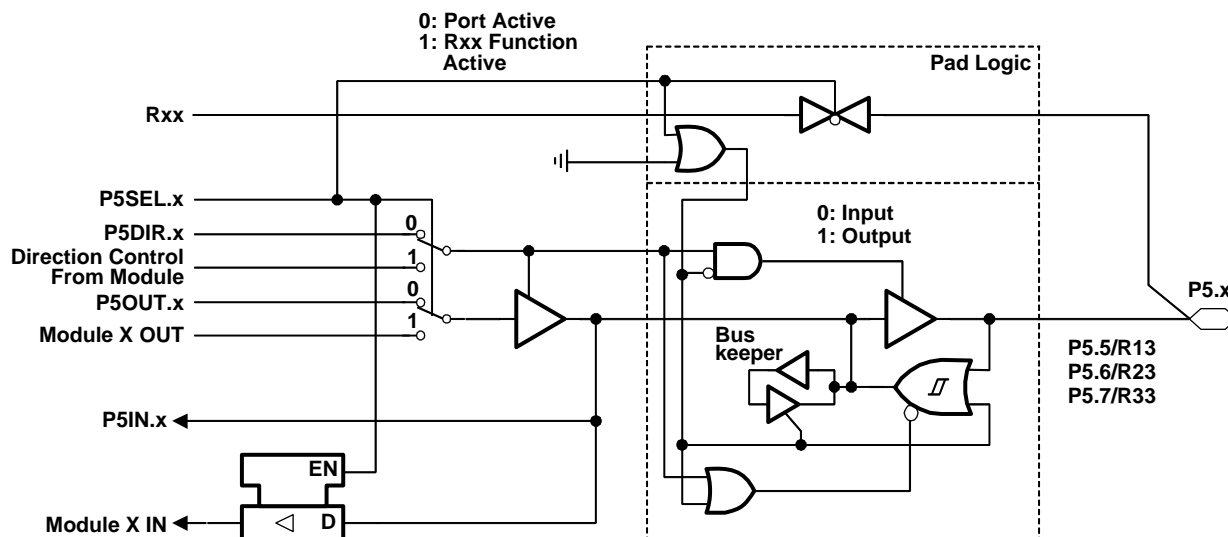 0: Port Active
1: Rxx Function
Active
Pad Logic
Rxx
P5SEL.x
P5DIR.x
0
0: Input
1: Output
Direction Control
From Module
1
P5OUT.x
0
P5.x
Module X OUT
1
Bus
keeper
P5.5/R13
P5.6/R23
P5.7/R33
P5IN.x
EN
Module X IN
D